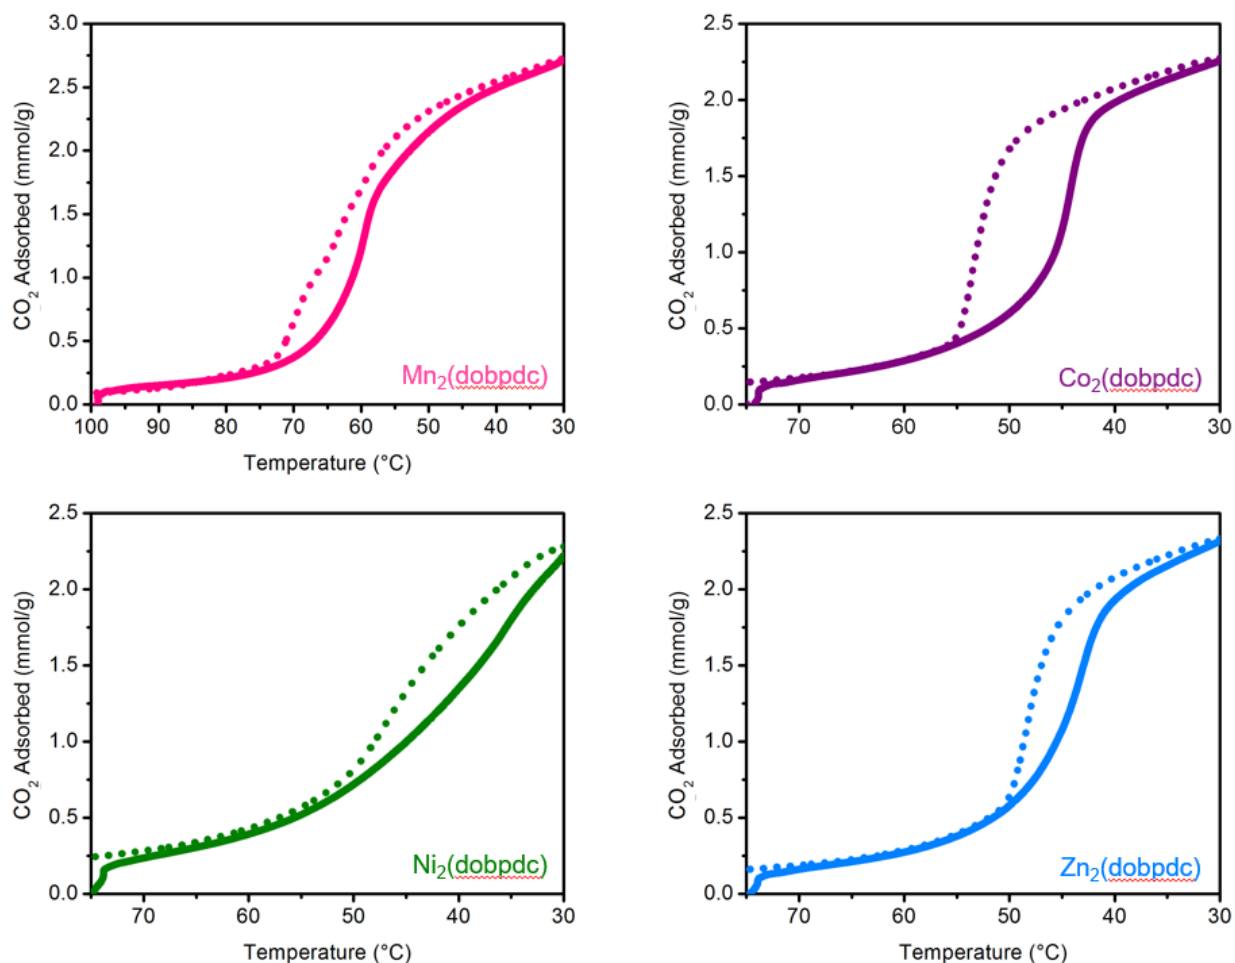 3.0
2.5
2.0
1.5
1.0
0.5
0.0
CO2 Adsorbed (mmol/g)
Mn2(dobpdc)
100 90 80 70 60 50 40 30
Temperature (°C)
2.5
2.0
1.5
1.0
0.5
0.0
CO2 Adsorbed (mmol/g)
Co2(dobpdc)
70 60 50 40 30
Temperature (°C)
2.5
2.0
1.5
1.0
0.5
0.0
CO2 Adsorbed (mmol/g)
Ni2(dobpdc)
70 60 50 40 30
Temperature (°C)
2.5
2.0
1.5
1.0
0.5
0.0
CO2 Adsorbed (mmol/g)
Zn2(dobpdc)
70 60 50 40 30
Temperature (°C)